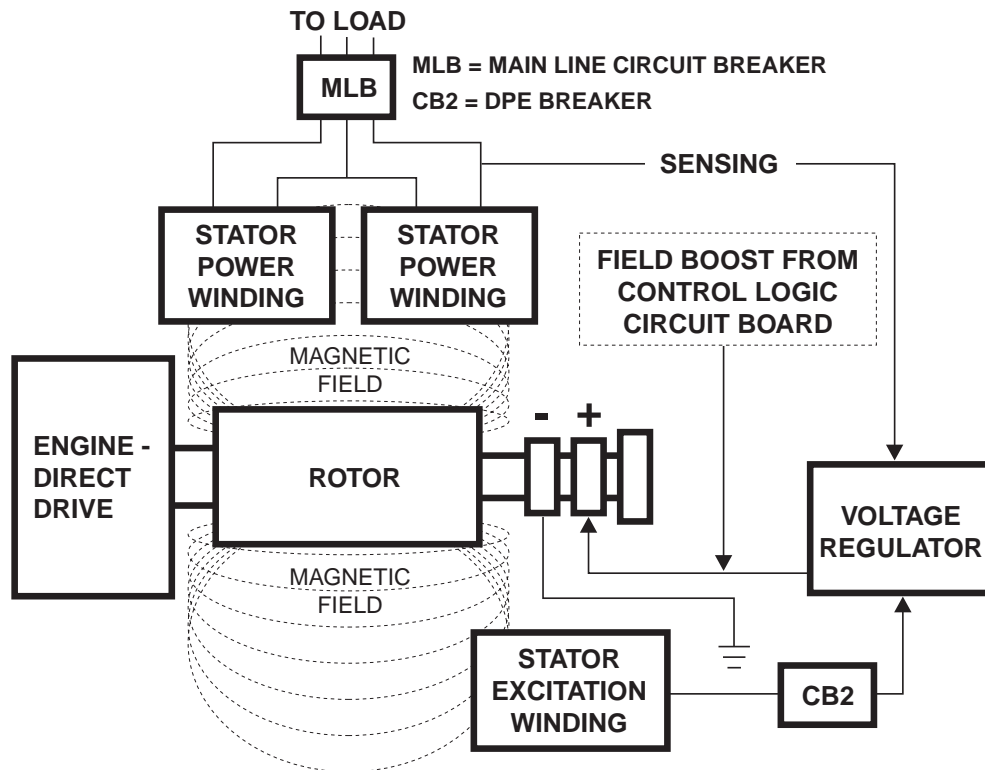 TO LOAD
MLB
MLB = MAIN LINE CIRCUIT BREAKER
CB2 = DPE BREAKER
SENSING
STATOR
POWER
WINDING
STATOR
POWER
WINDING
FIELD BOOST FROM
CONTROL LOGIC
CIRCUIT BOARD
MAGNETIC
FIELD
ENGINE -
DIRECT
DRIVE
ROTOR
- +
VOLTAGE
REGULATOR
MAGNETIC
FIELD
STATOR
EXCITATION
WINDING
CB2